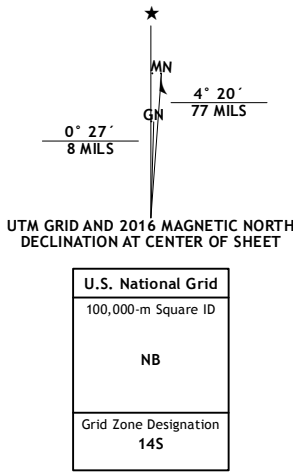 MN
4° 20´
77 MILS
GN
0° 27´
8 MILS
UTM GRID AND 2016 MAGNETIC NORTH
DECLINATION AT CENTER OF SHEET
U.S. National Grid
100,000-m Square ID
NB
Grid Zone Designation
14S